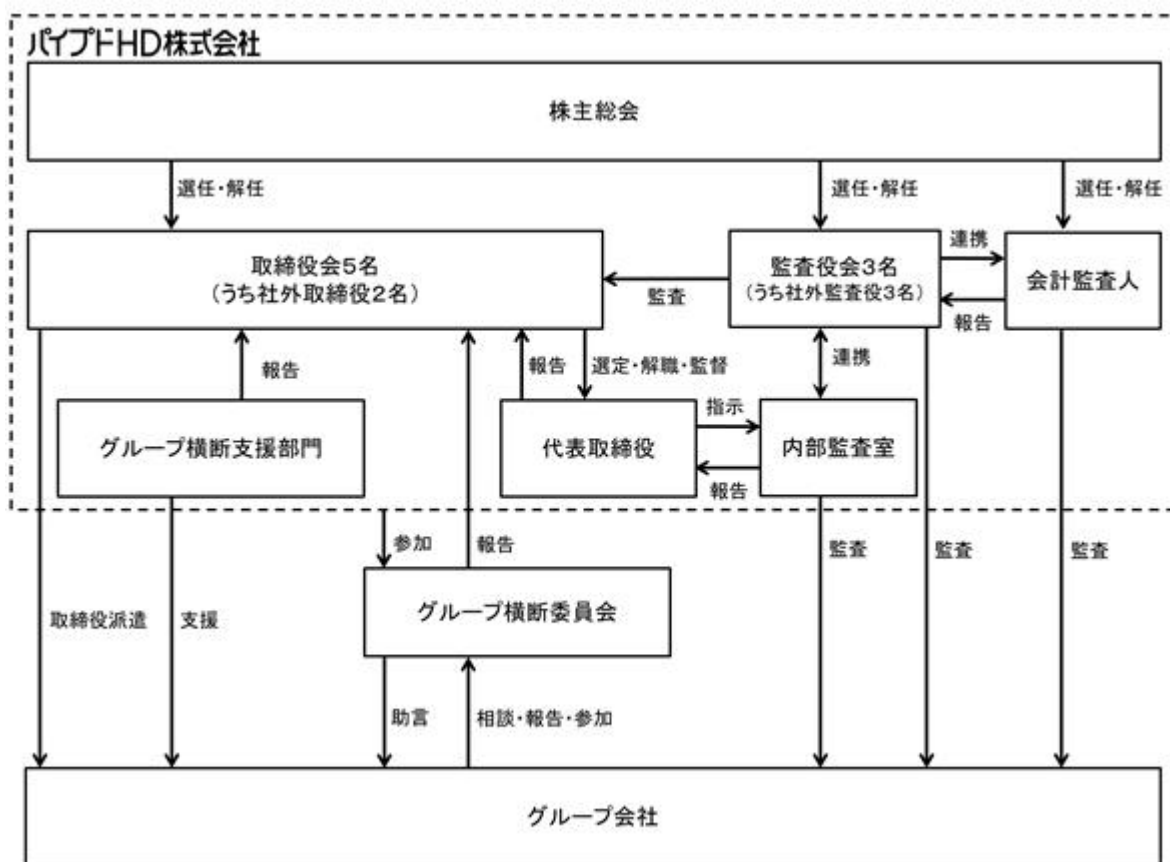 パイプドHD株式会社
株主総会
選任・解任
選任・解任
選任・解任
取締役会5名
（うち社外取締役2名）
監査
監査役会3名
（うち社外監査役3名）
連携
報告
会計監査人
報告
報告
選定・解職・監督
連携
グループ横断支援部門
代表取締役
指示
報告
内部監査室
参加
報告
監査
監査
監査
グループ横断委員会
取締役派遣
支援
助言
相談・報告・参加
グループ会社